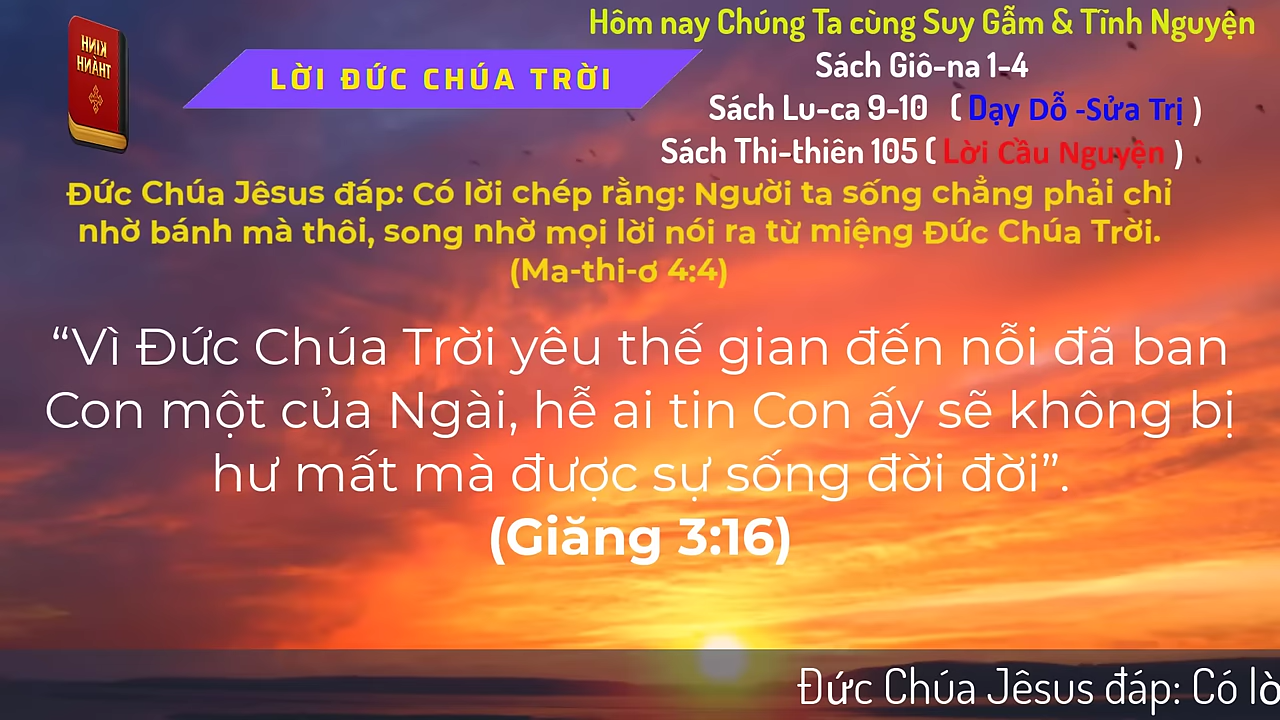 KINH
THÁNH
LỜI ĐỨC CHÚA TRỜI
Hôm nay Chúng Ta cùng Suy Gẫm & Tĩnh Nguyện
Sách Giô-na 1-4
Sách Lu-ca 9-10 ( Dạy Dỗ -Sửa Trị )
Sách Thi-thiên 105 ( Lời Cầu Nguyện )
Đức Chúa Jêsus đáp: Có lời chép rằng: Người ta sống chẳng phải chỉ
nhờ bánh mà thôi, song nhờ mọi lời nói ra từ miệng Đức Chúa Trời.
(Ma-thi-ơ 4:4)
“Vì Đức Chúa Trời yêu thế gian đến nỗi đã ban
Con một của Ngài, hễ ai tin Con ấy sẽ không bị
hư mất mà được sự sống đời đời”.
(Giăng 3:16)
Đức Chúa Jêsus đáp: Có lờ